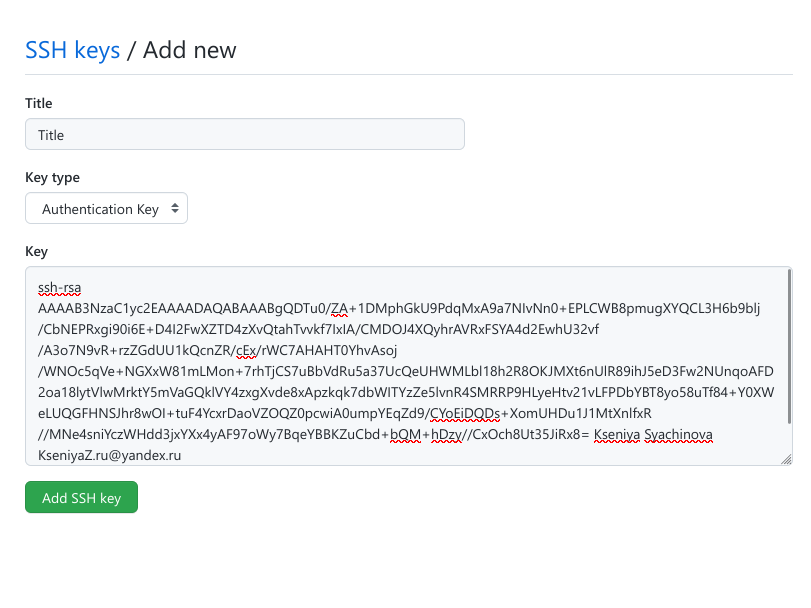 SSH keys / Add new
Title
Title
Key type
Authentication Key
Key
ssh-rsa
AAAAB3NzaC1yc2EAAAADAQABAAABgQDTu0/ZA+1DMphGkU9PdqMxA9a7NIvNn0+EPLCWB8pmugXYQCL3H6b9blj
/CbNEPRxgi90i6E+D4I2FwXZTD4zXvQtahTvvkf7IxIA/CMDOJ4XQyhrAVRxFSYA4d2EwhU32vf
/A3o7N9vR+rzZGdUU1kQcnZR/cEx/rWC7AHAHT0YhvAsoj
/WNOc5qVe+NGXxW81mLMon+7rhTjCS7uBbVdRu5a37UcQeUHWMLbl18h2R8OKJMXt6nUlR89ihJ5eD3Fw2NUnqoAFD
2oa18lytVlwMrktY5mVaGQklVY4zxgXvde8xApzkqk7dbWITYzZe5lvnR4SMRRP9HLyeHtv21vLFPDbYBT8yo58uTf84+Y0XW
eLUQGFHNSJhr8wOI+tuF4YcxrDaoVZOQZ0pcwiA0umpYEqZd9/CYoEiDQDs+XomUHDu1J1MtXnIfxR
//MNe4sniYczWHdd3jxYXx4yAF97oWy7BqeYBBKZuCbd+bQM+hDzy//CxOch8Ut35JiRx8= Kseniya Syachinova
KseniyaZ.ru@yandex.ru
Add SSH key